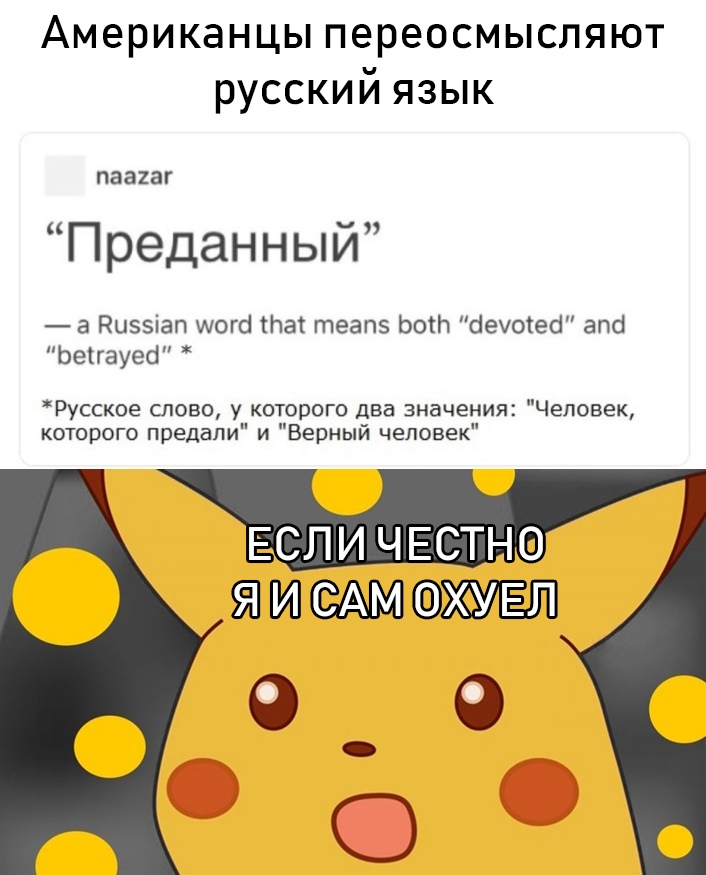 Американцы переосмысляют
русский язык
naazar
“Преданный”
— a Russian word that means both “devoted” and
“betrayed” *
*Русское слово, у которого два значения: "Человек,
которого предали" и "Верный человек"
ЕСЛИ ЧЕСТНО
Я И САМ ОХУЕЛ